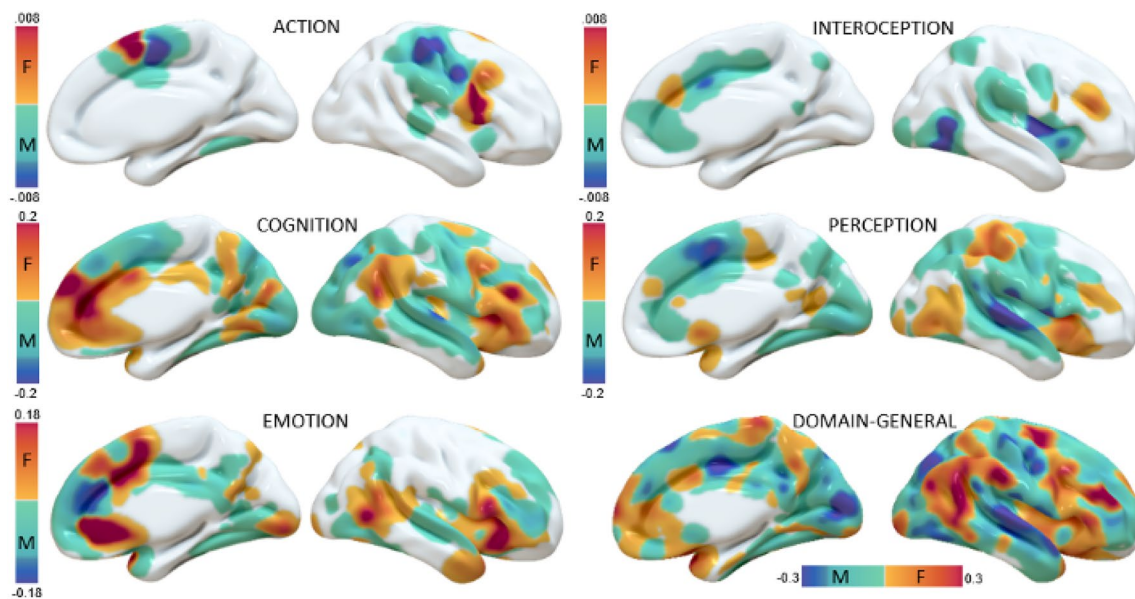 .008
ACTION
F
M
-.008
.008
INTEROCEPTION
F
M
-.008
0.2
COGNITION
F
M
-0.2
0.2
PERCEPTION
F
M
-0.2
0.18
EMOTION
F
M
-0.18
DOMAIN-GENERAL
-0.3 M F 0.3